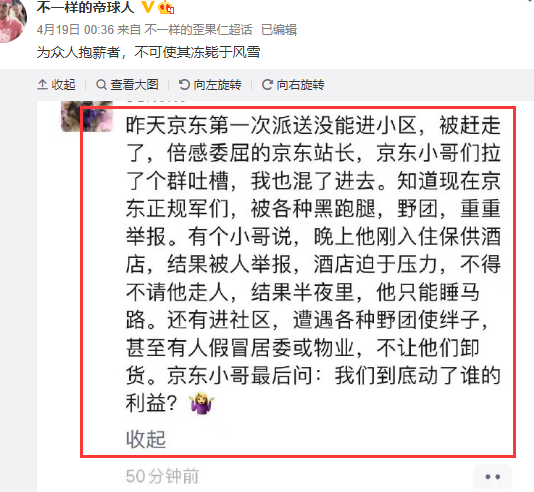 不一样的帝球人
4月19日 00:36 来自 不一样的歪果仁超话 已编辑
为众人抱薪者，不可使其冻毙于风雪
收起 查看大图 向左旋转 向右旋转
昨天京东第一次派送没能进小区，被赶走
了，倍感委屈的京东站长，京东小哥们拉
了个群吐槽，我也混了进去。知道现在京
东正规军们，被各种黑跑腿，野团，重重
举报。有个小哥说，晚上他刚入住保供酒
店，结果被人举报，酒店迫于压力，不得
不请他走人，结果半夜里，他只能睡马
路。还有进社区，遭遇各种野团使绊子，
甚至有人假冒居委或物业，不让他们卸
货。京东小哥最后问：我们到底动了谁的
利益？🤷‍♀️
收起
50分钟前